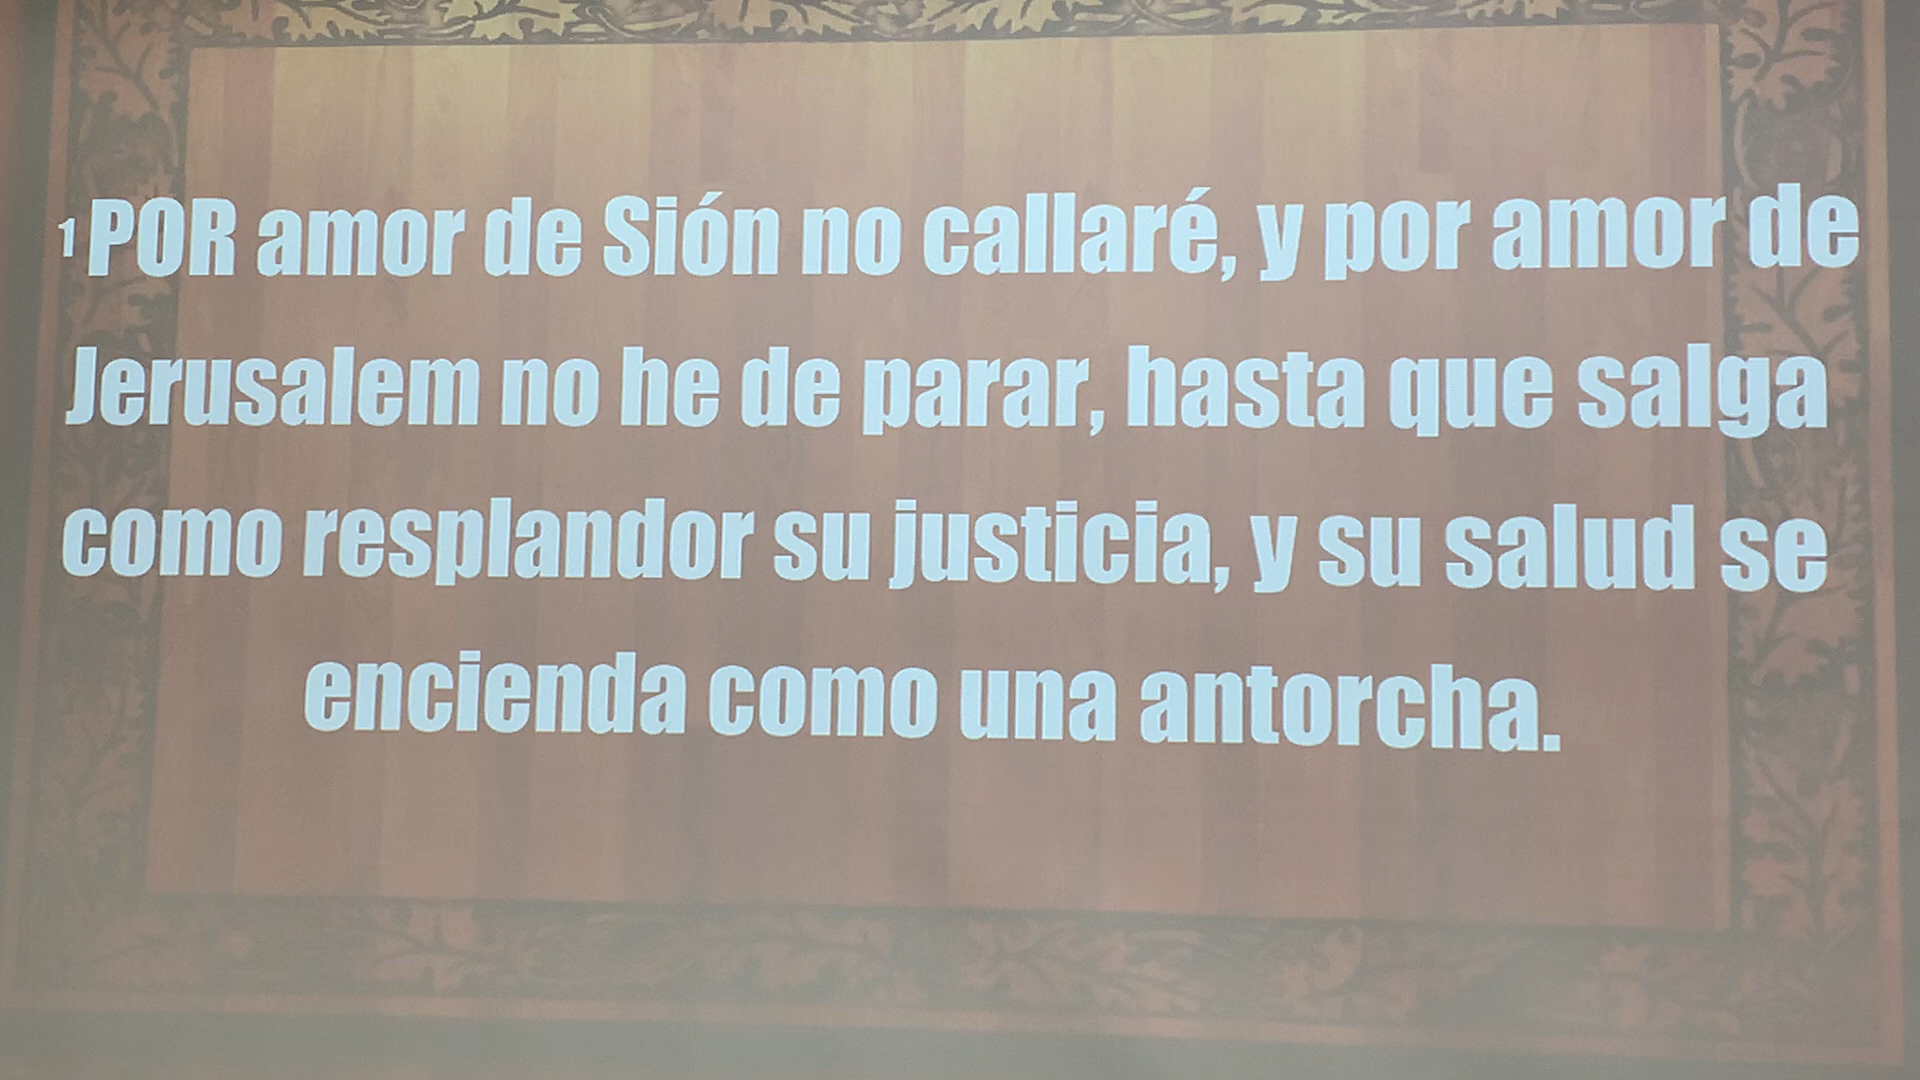 1 POR amor de Sión no callaré, y por amor de
Jerusalem no he de parar, hasta que salga
como resplandor su justicia, y su salud se
encienda como una antorcha.